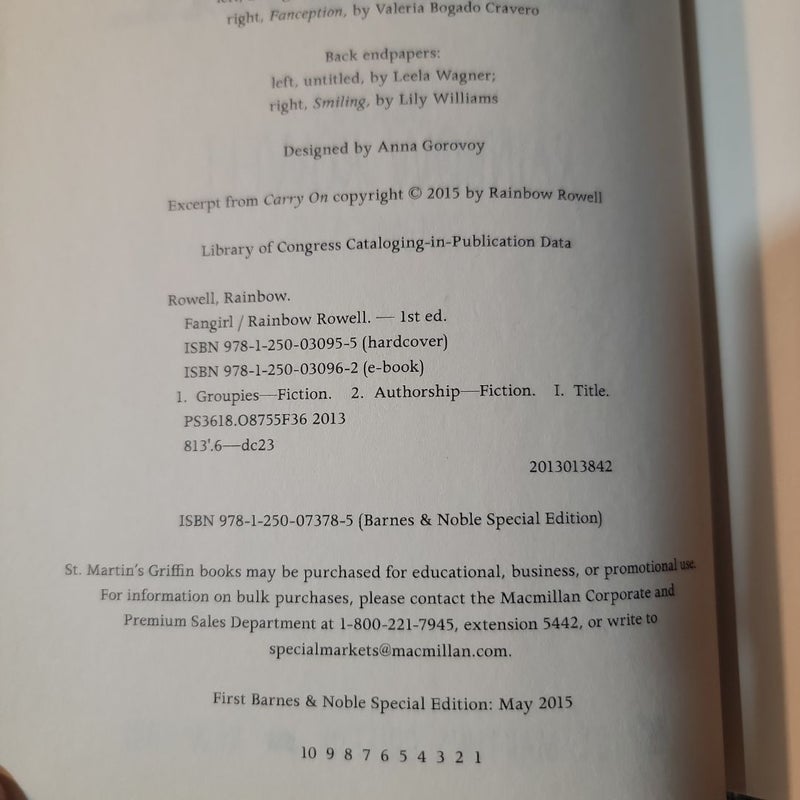 right, Fanception, by Valeria Bogado Cravero
Back endpapers:
left, untitled, by Leela Wagner;
right, Smiling, by Lily Williams
Designed by Anna Gorovoy
Excerpt from Carry On copyright © 2015 by Rainbow Rowell
Library of Congress Cataloging-in-Publication Data
Rowell, Rainbow.
Fangirl / Rainbow Rowell. — 1st ed.
ISBN 978-1-250-03095-5 (hardcover)
ISBN 978-1-250-03096-2 (e-book)
1. Groupies—Fiction. 2. Authorship—Fiction. I. Title.
PS3618.O8755F36 2013
813'.6—dc23
2013013842
ISBN 978-1-250-07378-5 (Barnes & Noble Special Edition)
St. Martin's Griffin books may be purchased for educational, business, or promotional use.
For information on bulk purchases, please contact the Macmillan Corporate and
Premium Sales Department at 1-800-221-7945, extension 5442, or write to
specialmarkets@macmillan.com.
First Barnes & Noble Special Edition: May 2015
10 9 8 7 6 5 4 3 2 1